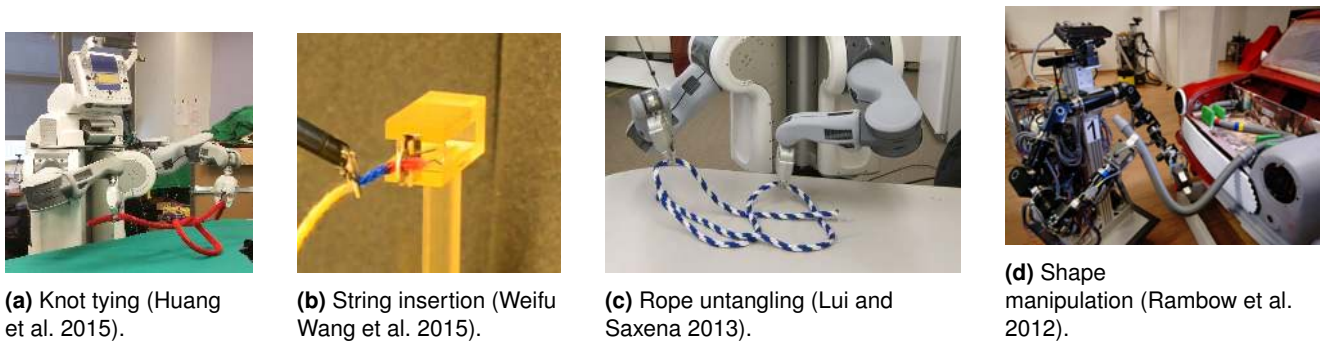 (a) Knot tying (Huang
et al. 2015).
(b) String insertion (Weifu
Wang et al. 2015).
(c) Rope untangling (Lui and
Saxena 2013).
1
(d) Shape
manipulation (Rambow et al.
2012).